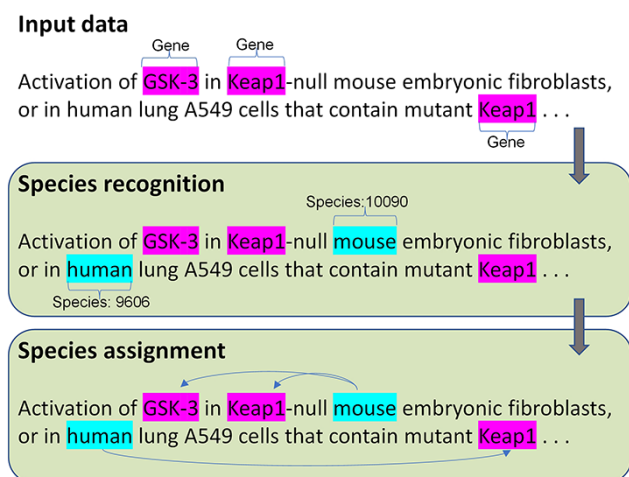 Input data
Gene
Gene
Activation of GSK-3 in Keap1-null mouse embryonic fibroblasts,
or in human lung A549 cells that contain mutant Keap1 . . .
Gene
Species recognition
Species:10090
Activation of GSK-3 in Keap1-null mouse embryonic fibroblasts,
or in human lung A549 cells that contain mutant Keap1 . . .
Species: 9606
Species assignment
Activation of GSK-3 in Keap1-null mouse embryonic fibroblasts,
or in human lung A549 cells that contain mutant Keap1 . . .